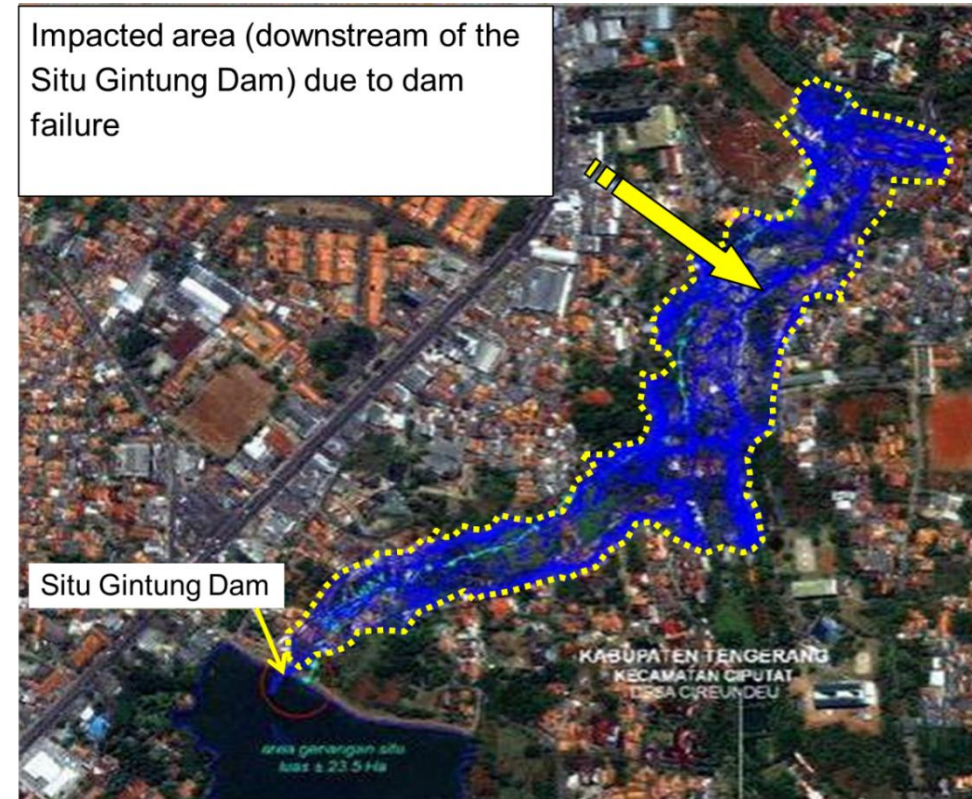 Impacted area (downstream of the
Situ Gintung Dam) due to dam
failure
Situ Gintung Dam
KABUPATEN TENGERANG
KECAMATAN CIPUTAT
DESA CIREUNDEU
area genangan situ
luas ± 23.5 Ha